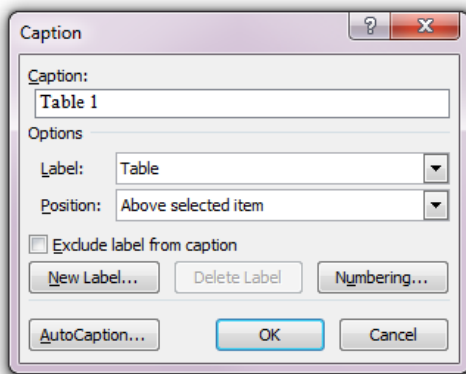 Caption
Caption:
Table 1
Options
Label: Table
Position: Above selected item
Exclude label from caption
New Label... Delete Label Numbering...
AutoCaption... OK Cancel